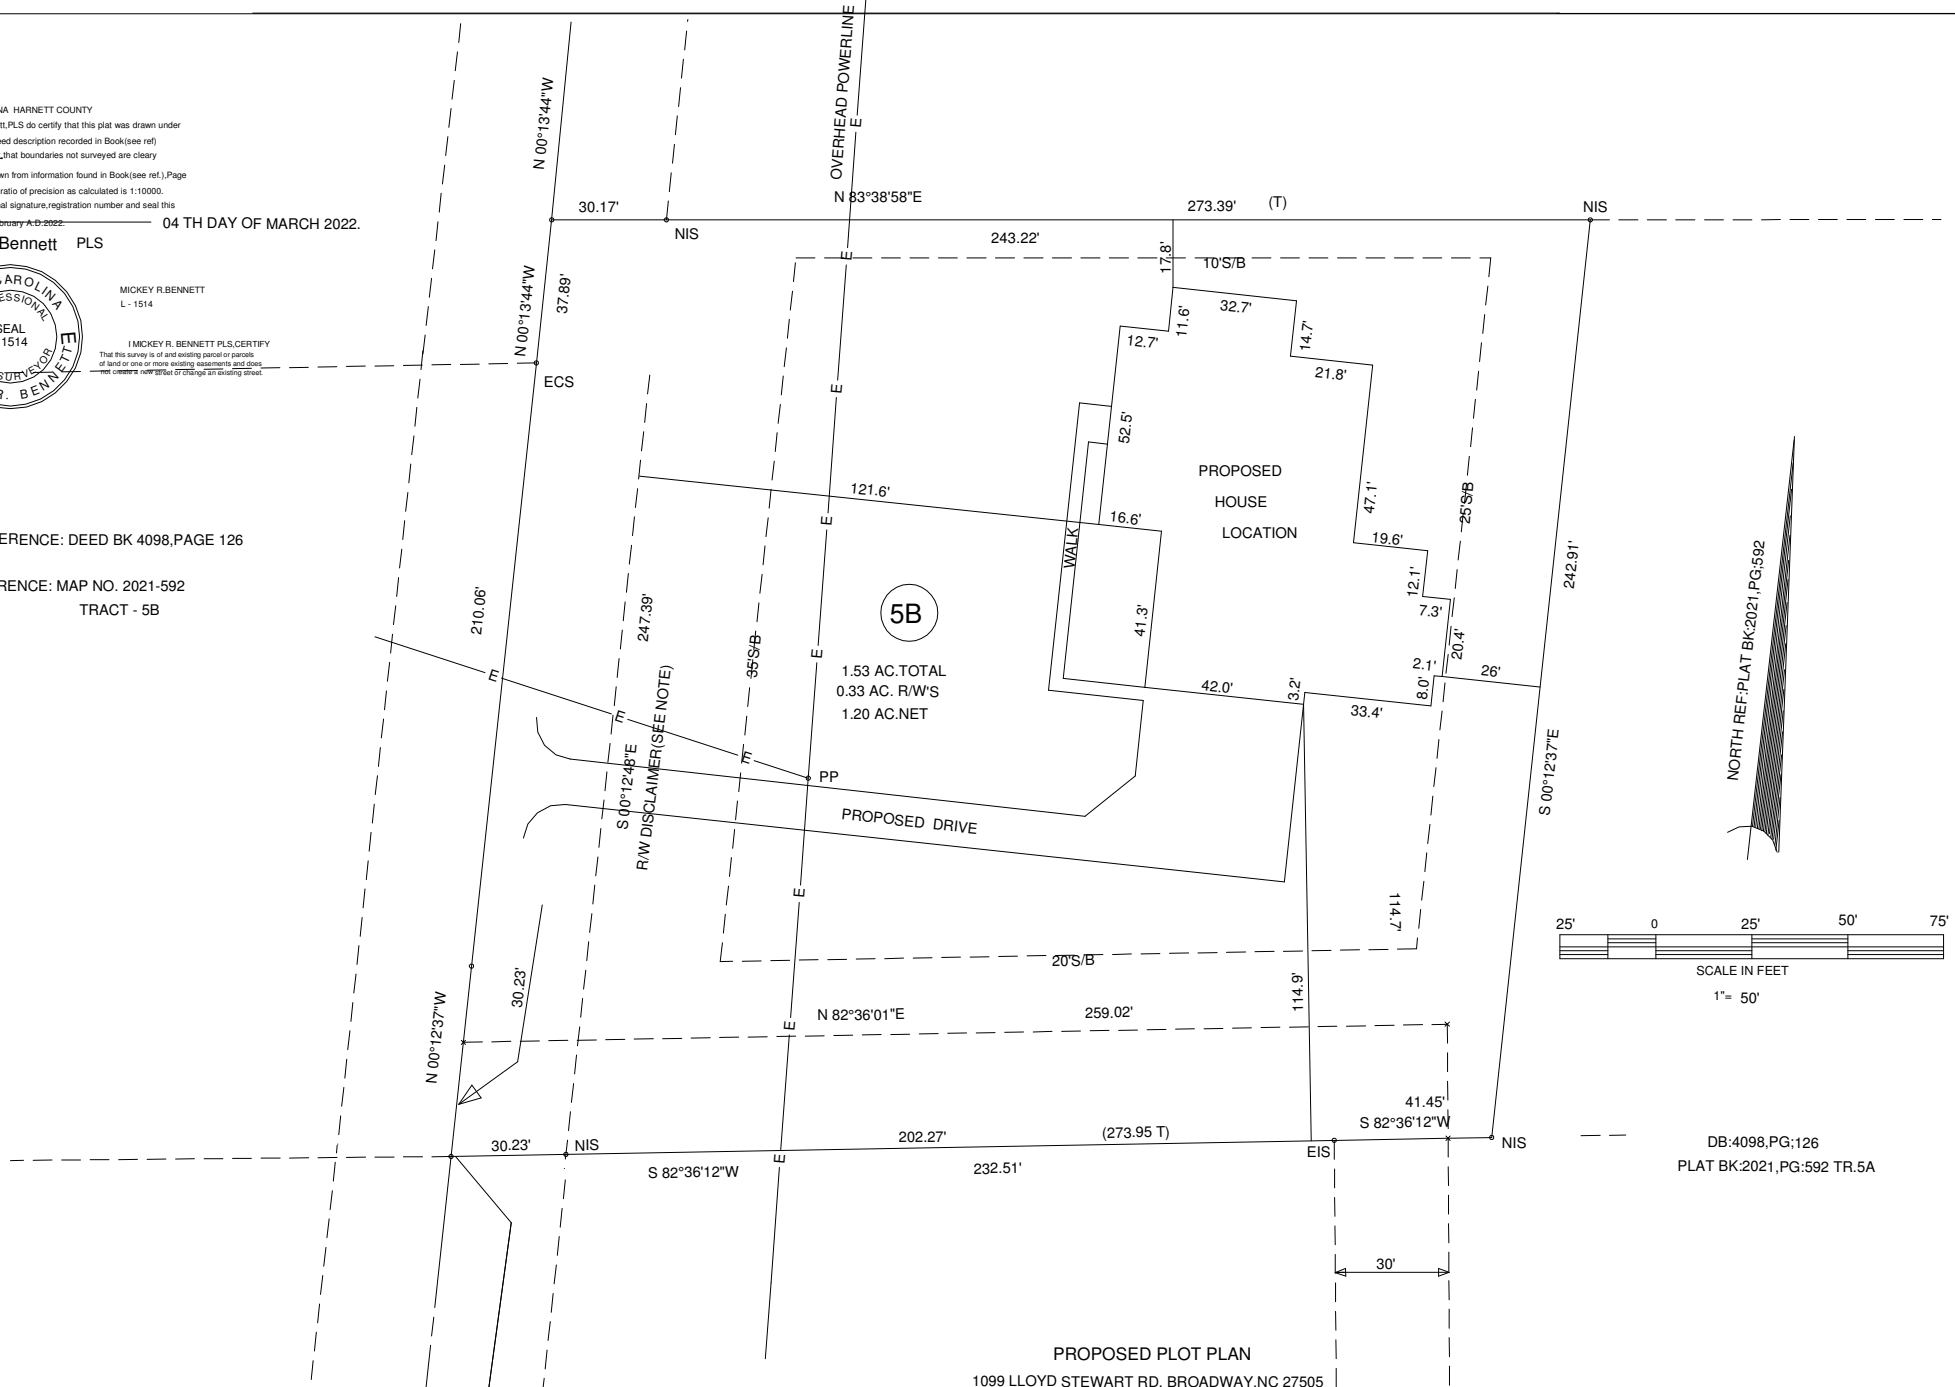 NA HARNETT COUNTY
tt,PLS do certify that this plat was drawn under
eed description recorded in Book(see ref)
that boundaries not surveyed are cleary
wn from information found in Book(see ref.),Page
ratio of precision as calculated is 1:10000.
al signature,registration number and seal this
bruary A.D.2022.
04 TH DAY OF MARCH 2022.
Bennett PLS
CAROLINA
ESSIONAL
SEAL
1514
SURVEYOR
R. BENNETT
MICKEY R.BENNETT
L - 1514
I MICKEY R. BENNETT PLS,CERTIFY
That this survey is of and existing parcel or parcels
of land or one or more existing easements and does
not create a new street or change an existing street.
ERENCE: DEED BK 4098,PAGE 126
RENCE: MAP NO. 2021-592
TRACT - 5B
OVERHEAD POWERLINE
E
E
N 00°13'44"W
30.17'
N 83°38'58"E
273.39'
(T)
NIS
NIS
243.22'
17.8'
10'S/B
N 00°13'44"W
37.89'
ECS
32.7'
11.6'
12.7'
14.7'
21.8'
52.5'
E
121.6'
16.6'
PROPOSED
HOUSE
LOCATION
47.1'
25'S/B
19.6'
12.1'
7.3'
20.4'
242.91'
WALK
E
E
5B
1.53 AC.TOTAL
0.33 AC. R/W'S
1.20 AC.NET
41.3'
210.06'
247.39'
35'S/B
E
E
E
42.0'
3.2'
33.4'
8.0'
2.1'
26'
S 00°12'48"E
R/W DISCLAIMER(SEE NOTE)
PP
PROPOSED DRIVE
S 00°12'37"E
NORTH REF:PLAT BK:2021,PG;592
E
114.7'
20'S/B
114.9'
25'
0
25'
50'
75'
SCALE IN FEET
1"= 50'
30.23'
N 00°12'37"W
N 82°36'01"E
259.02'
E
41.45'
S 82°36'12"W
30.23'
NIS
202.27'
(273.95 T)
EIS
NIS
S 82°36'12"W
E
232.51'
DB:4098,PG;126
PLAT BK:2021,PG:592 TR.5A
30'
PROPOSED PLOT PLAN
1099 LLOYD STEWART RD. BROADWAY,NC 27505